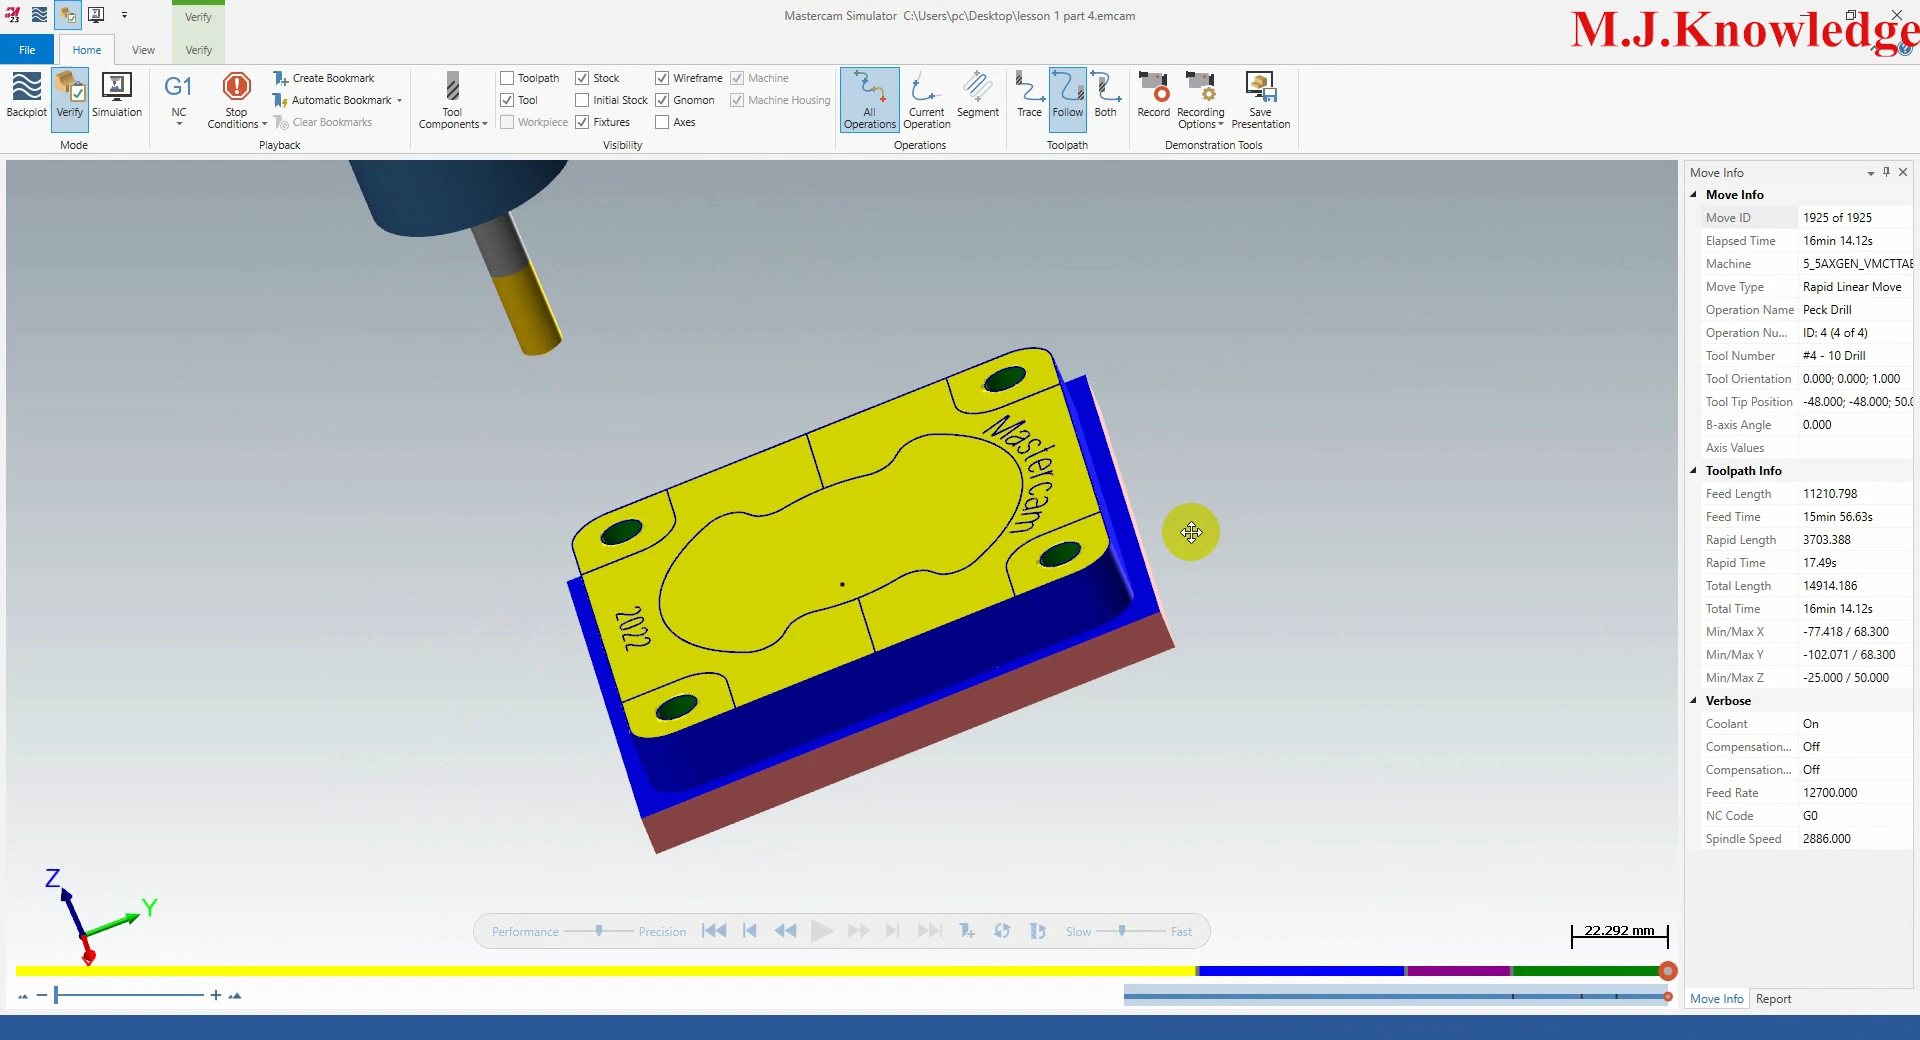 Verify
Mastercam Simulator C:\Users\pc\Desktop\lesson 1 part 4.emcam
M.J.Knowledge
File
Home
View
Verify
Backplot
Verify
Simulation
Mode
G1
NC
Stop
Conditions
Create Bookmark
Automatic Bookmark
Clear Bookmarks
Playback
Tool
Components
Toolpath
Tool
Workpiece
Stock
Initial Stock
Fixtures
Wireframe
Gnomon
Axes
Machine
Machine Housing
Visibility
All
Operations
Current
Operation
Segment
Operations
Trace
Follow
Both
Toolpath
Record
Recording
Options
Save
Presentation
Demonstration Tools
Mastercam
2022
Z
Y
Performance
Precision
Slow
Fast
22.292 mm
Move Info
Move Info
Move ID 1925 of 1925
Elapsed Time 16min 14.12s
Machine 5_5AXGEN_VMCTTAE
Move Type Rapid Linear Move
Operation Name Peck Drill
Operation Nu... ID: 4 (4 of 4)
Tool Number #4 - 10 Drill
Tool Orientation 0.000; 0.000; 1.000
Tool Tip Position -48.000; -48.000; 50.0
B-axis Angle 0.000
Axis Values
Toolpath Info
Feed Length 11210.798
Feed Time 15min 56.63s
Rapid Length 3703.388
Rapid Time 17.49s
Total Length 14914.186
Total Time 16min 14.12s
Min/Max X -77.418 / 68.300
Min/Max Y -102.071 / 68.300
Min/Max Z -25.000 / 50.000
Verbose
Coolant On
Compensation... Off
Compensation... Off
Feed Rate 12700.000
NC Code G0
Spindle Speed 2886.000
Move Info
Report